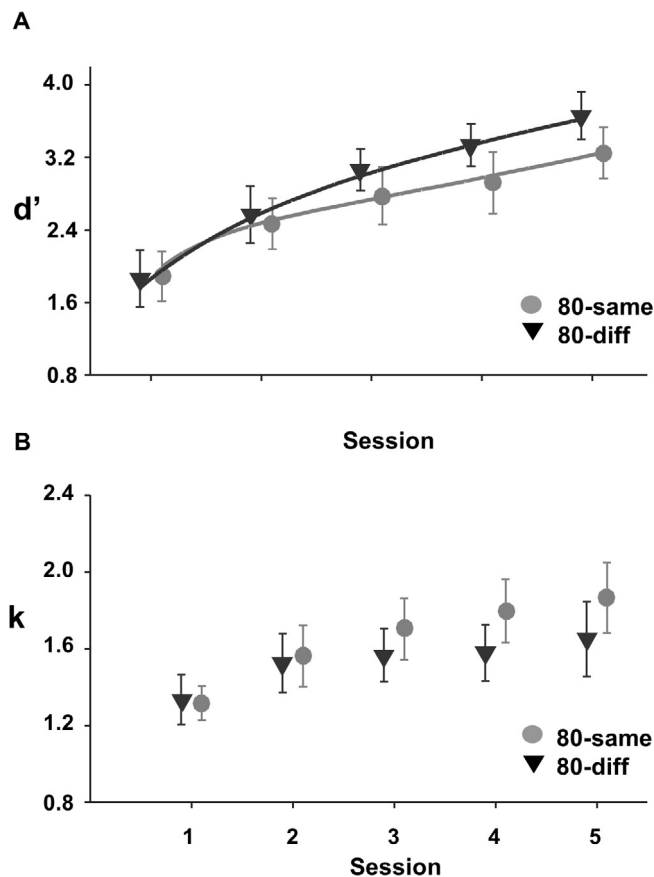 A
4.0
3.2
d'
2.4
1.6
80-same
80-diff
0.8
Session
B
2.4
2.0
k
1.6
1.2
80-same
80-diff
0.8
1 2 3 4 5
Session